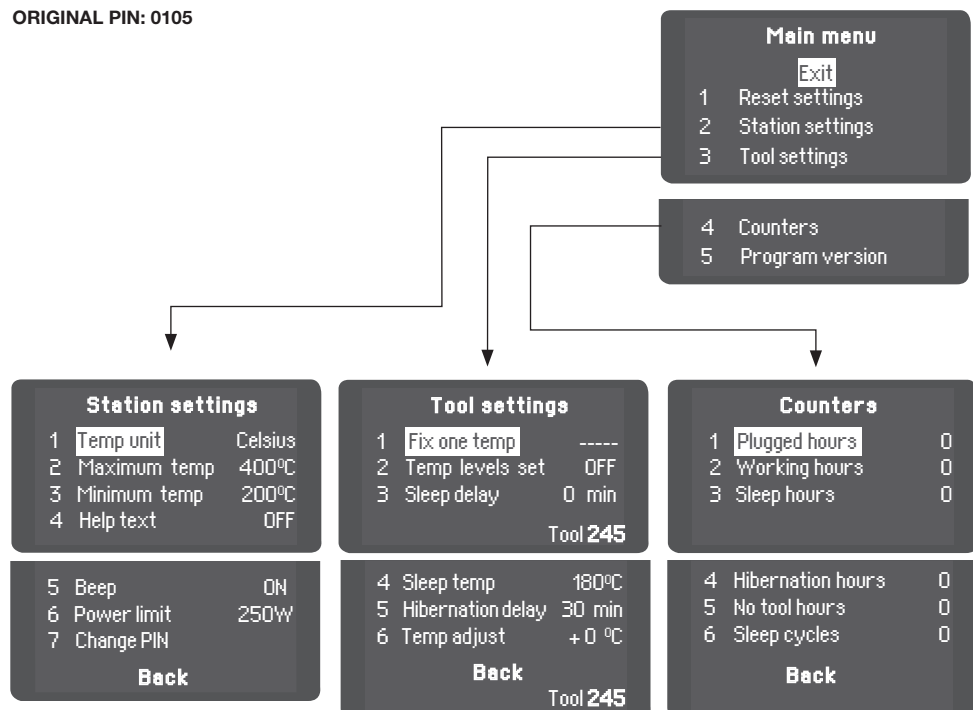 ORIGINAL PIN: 0105
Main menu
Exit
1 Reset settings
2 Station settings
3 Tool settings
4 Counters
5 Program version
Station settings
1 Temp unit Celsius
2 Maximum temp 400ºC
3 Minimum temp 200ºC
4 Help text OFF
5 Beep ON
6 Power limit 250W
7 Change PIN
Back
Tool settings
1 Fix one temp -----
2 Temp levels set OFF
3 Sleep delay 0 min
Tool 245
4 Sleep temp 180ºC
5 Hibernation delay 30 min
6 Temp adjust +0 ºC
Back
Tool 245
Counters
1 Plugged hours 0
2 Working hours 0
3 Sleep hours 0
4 Hibernation hours 0
5 No tool hours 0
6 Sleep cycles 0
Back